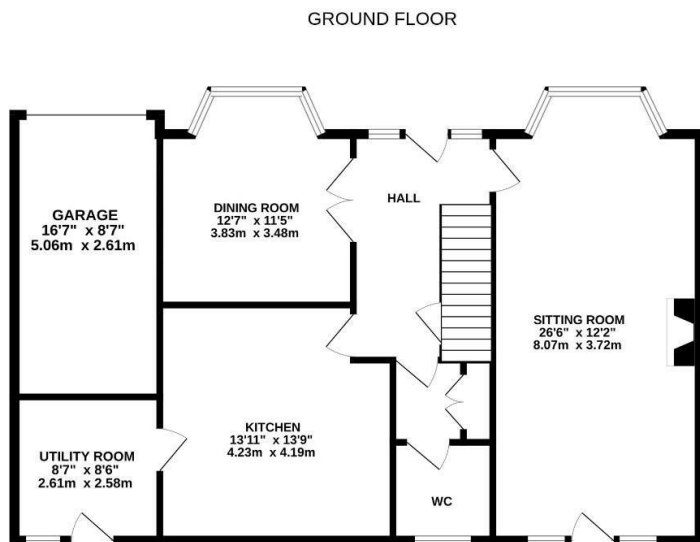 GROUND FLOOR
GARAGE
16'7" x 8'7"
5.06m x 2.61m
DINING ROOM
12'7" x 11'5"
3.83m x 3.48m
HALL
SITTING ROOM
26'6" x 12'2"
8.07m x 3.72m
KITCHEN
13'11" x 13'9"
4.23m x 4.19m
UTILITY ROOM
8'7" x 8'6"
2.61m x 2.58m
WC